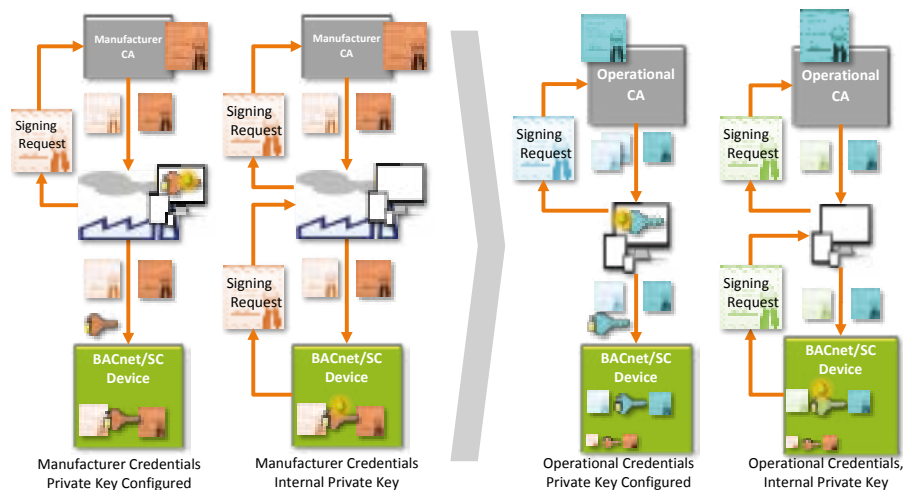 Manufacturer
CA
Signing
Request
BACnet/SC
Device
Manufacturer Credentials
Private Key Configured
Manufacturer
CA
Signing
Request
Signing
Request
BACnet/SC
Device
Manufacturer Credentials
Internal Private Key
Operational
CA
Signing
Request
BACnet/SC
Device
Operational Credentials
Private Key Configured
Operational
CA
Signing
Request
Signing
Request
BACnet/SC
Device
Operational Credentials,
Internal Private Key